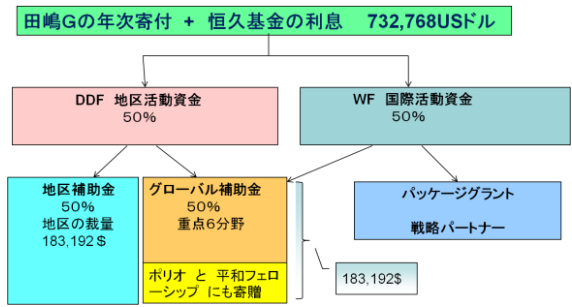 田嶋Gの年次寄付 + 恒久基金の利息 732,768USドル
DDF 地区活動資金
50%
WF 国際活動資金
50%
地区補助金
50%
地区の裁量
183,192$
グローバル補助金
50%
重点6分野
ポリオ と 平和フェロ
ーシップ にも寄贈
パッケージグラント
戦略パートナー
183,192$